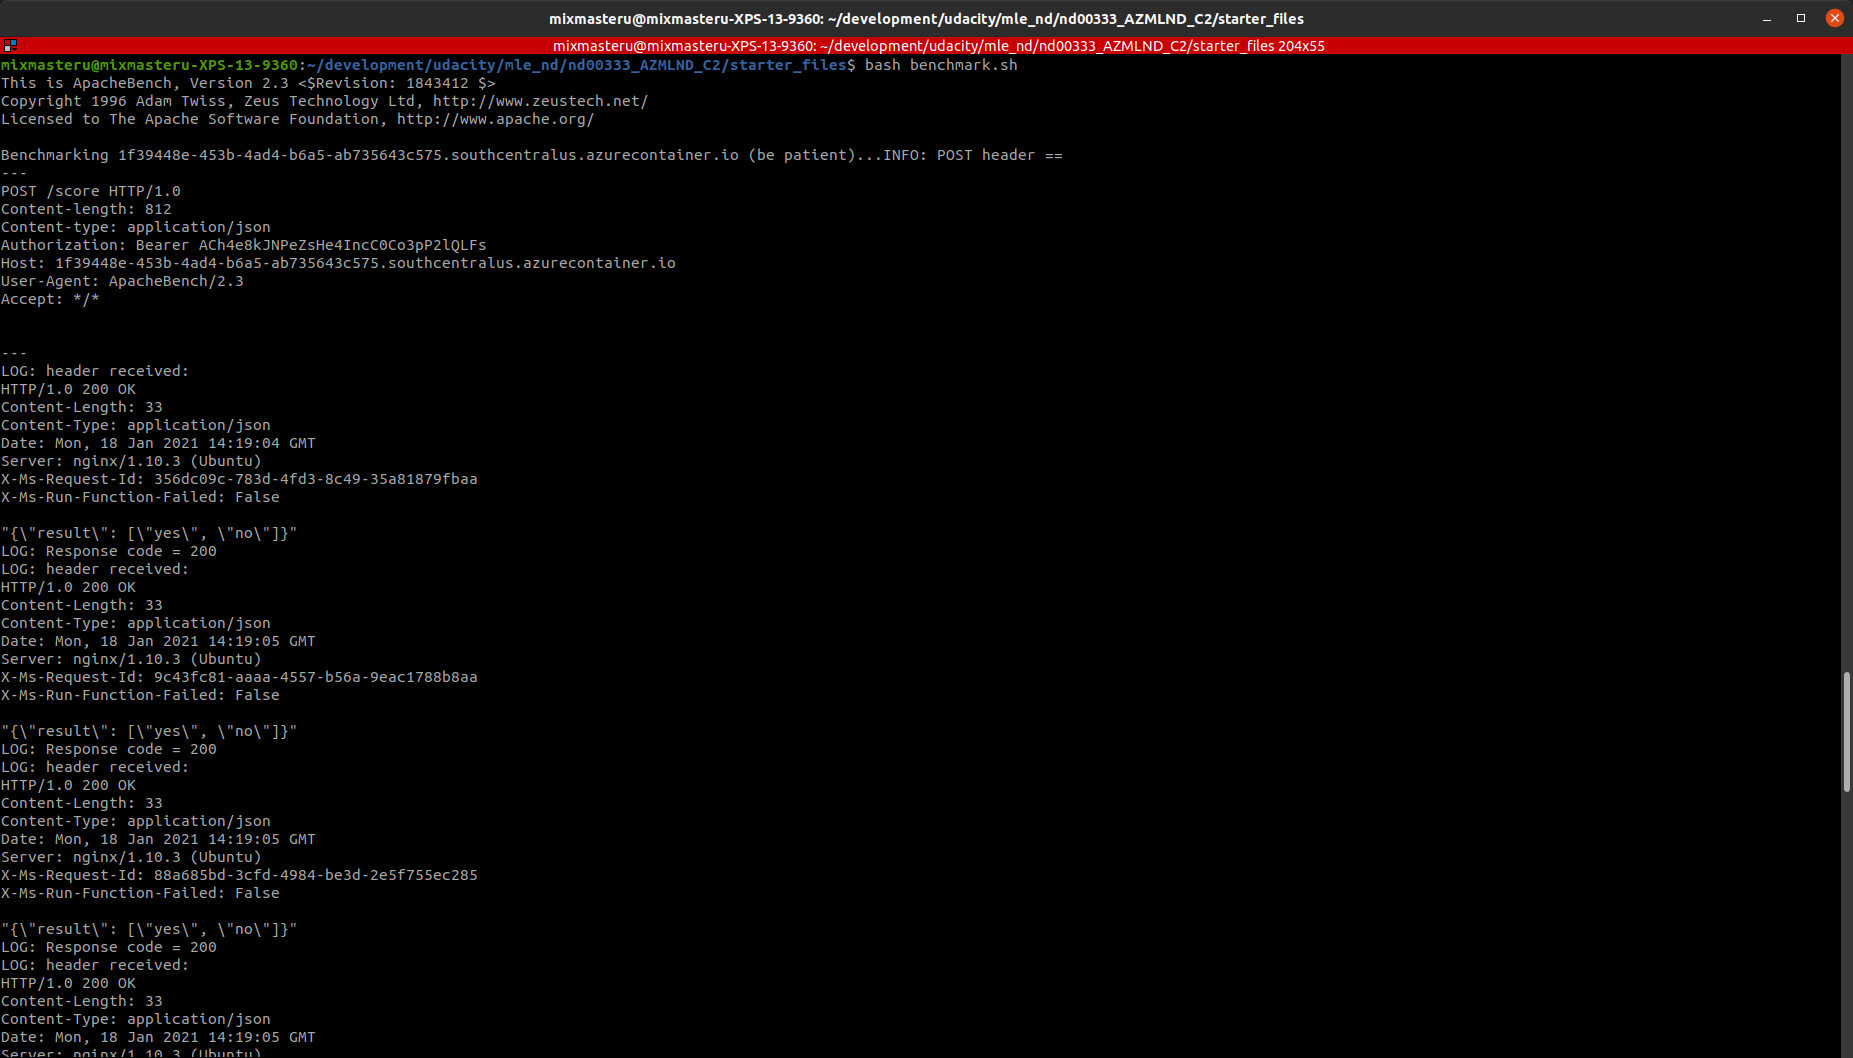 mixmasteru@mixmasteru-XPS-13-9360: ~/development/udacity/mle_nd/nd00333_AZMLND_C2/starter_files
mixmasteru@mixmasteru-XPS-13-9360: ~/development/udacity/mle_nd/nd00333_AZMLND_C2/starter_files 204x55
mixmasteru@mixmasteru-XPS-13-9360:~/development/udacity/mle_nd/nd00333_AZMLND_C2/starter_files$ bash benchmark.sh
This is ApacheBench, Version 2.3 <$Revision: 1843412 $>
Copyright 1996 Adam Twiss, Zeus Technology Ltd, http://www.zeustech.net/
Licensed to The Apache Software Foundation, http://www.apache.org/
Benchmarking 1f39448e-453b-4ad4-b6a5-ab735643c575.southcentralus.azurecontainer.io (be patient)...INFO: POST header ==
---
POST /score HTTP/1.0
Content-length: 812
Content-type: application/json
Authorization: Bearer ACh4e8kJNPeZsHe4IncC0Co3pP2lQLFs
Host: 1f39448e-453b-4ad4-b6a5-ab735643c575.southcentralus.azurecontainer.io
User-Agent: ApacheBench/2.3
Accept: */*
---
LOG: header received:
HTTP/1.0 200 OK
Content-Length: 33
Content-Type: application/json
Date: Mon, 18 Jan 2021 14:19:04 GMT
Server: nginx/1.10.3 (Ubuntu)
X-Ms-Request-Id: 356dc09c-783d-4fd3-8c49-35a81879fbaa
X-Ms-Run-Function-Failed: False
"{\"result\": [\"yes\", \"no\"]}"
LOG: Response code = 200
LOG: header received:
HTTP/1.0 200 OK
Content-Length: 33
Content-Type: application/json
Date: Mon, 18 Jan 2021 14:19:05 GMT
Server: nginx/1.10.3 (Ubuntu)
X-Ms-Request-Id: 9c43fc81-aaaa-4557-b56a-9eac1788b8aa
X-Ms-Run-Function-Failed: False
"{\"result\": [\"yes\", \"no\"]}"
LOG: Response code = 200
LOG: header received:
HTTP/1.0 200 OK
Content-Length: 33
Content-Type: application/json
Date: Mon, 18 Jan 2021 14:19:05 GMT
Server: nginx/1.10.3 (Ubuntu)
X-Ms-Request-Id: 88a685bd-3cfd-4984-be3d-2e5f755ec285
X-Ms-Run-Function-Failed: False
"{\"result\": [\"yes\", \"no\"]}"
LOG: Response code = 200
LOG: header received:
HTTP/1.0 200 OK
Content-Length: 33
Content-Type: application/json
Date: Mon, 18 Jan 2021 14:19:05 GMT
Server: nginx/1.10.3 (Ubuntu)